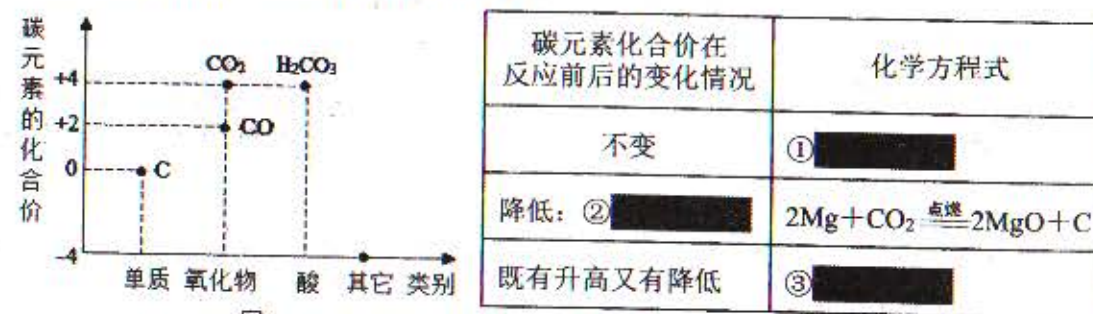 碳元素的化合价
+4
+2
0
-4
CO₂
H₂CO₃
CO
C
单质 氧化物 酸 其它 类别
碳元素化合价在
反应前后的变化情况
化学方程式
不变
①
降低：②
2Mg+CO₂ 点燃 2MgO+C
既有升高又有降低
③